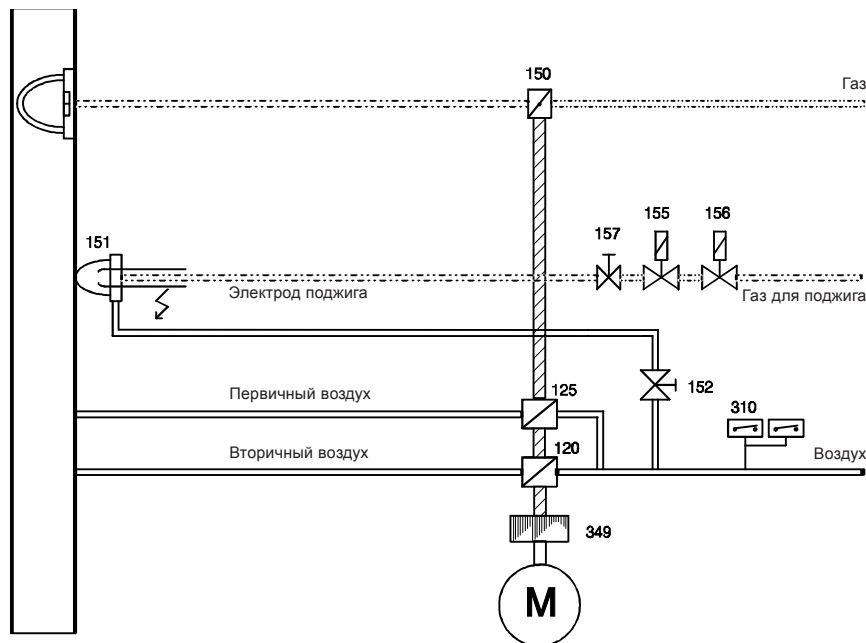 150
Газ
155
156
157
151
Электрод поджига
Газ для поджига
Первичный воздух
125
152
310
Вторичный воздух
120
Воздух
349
M